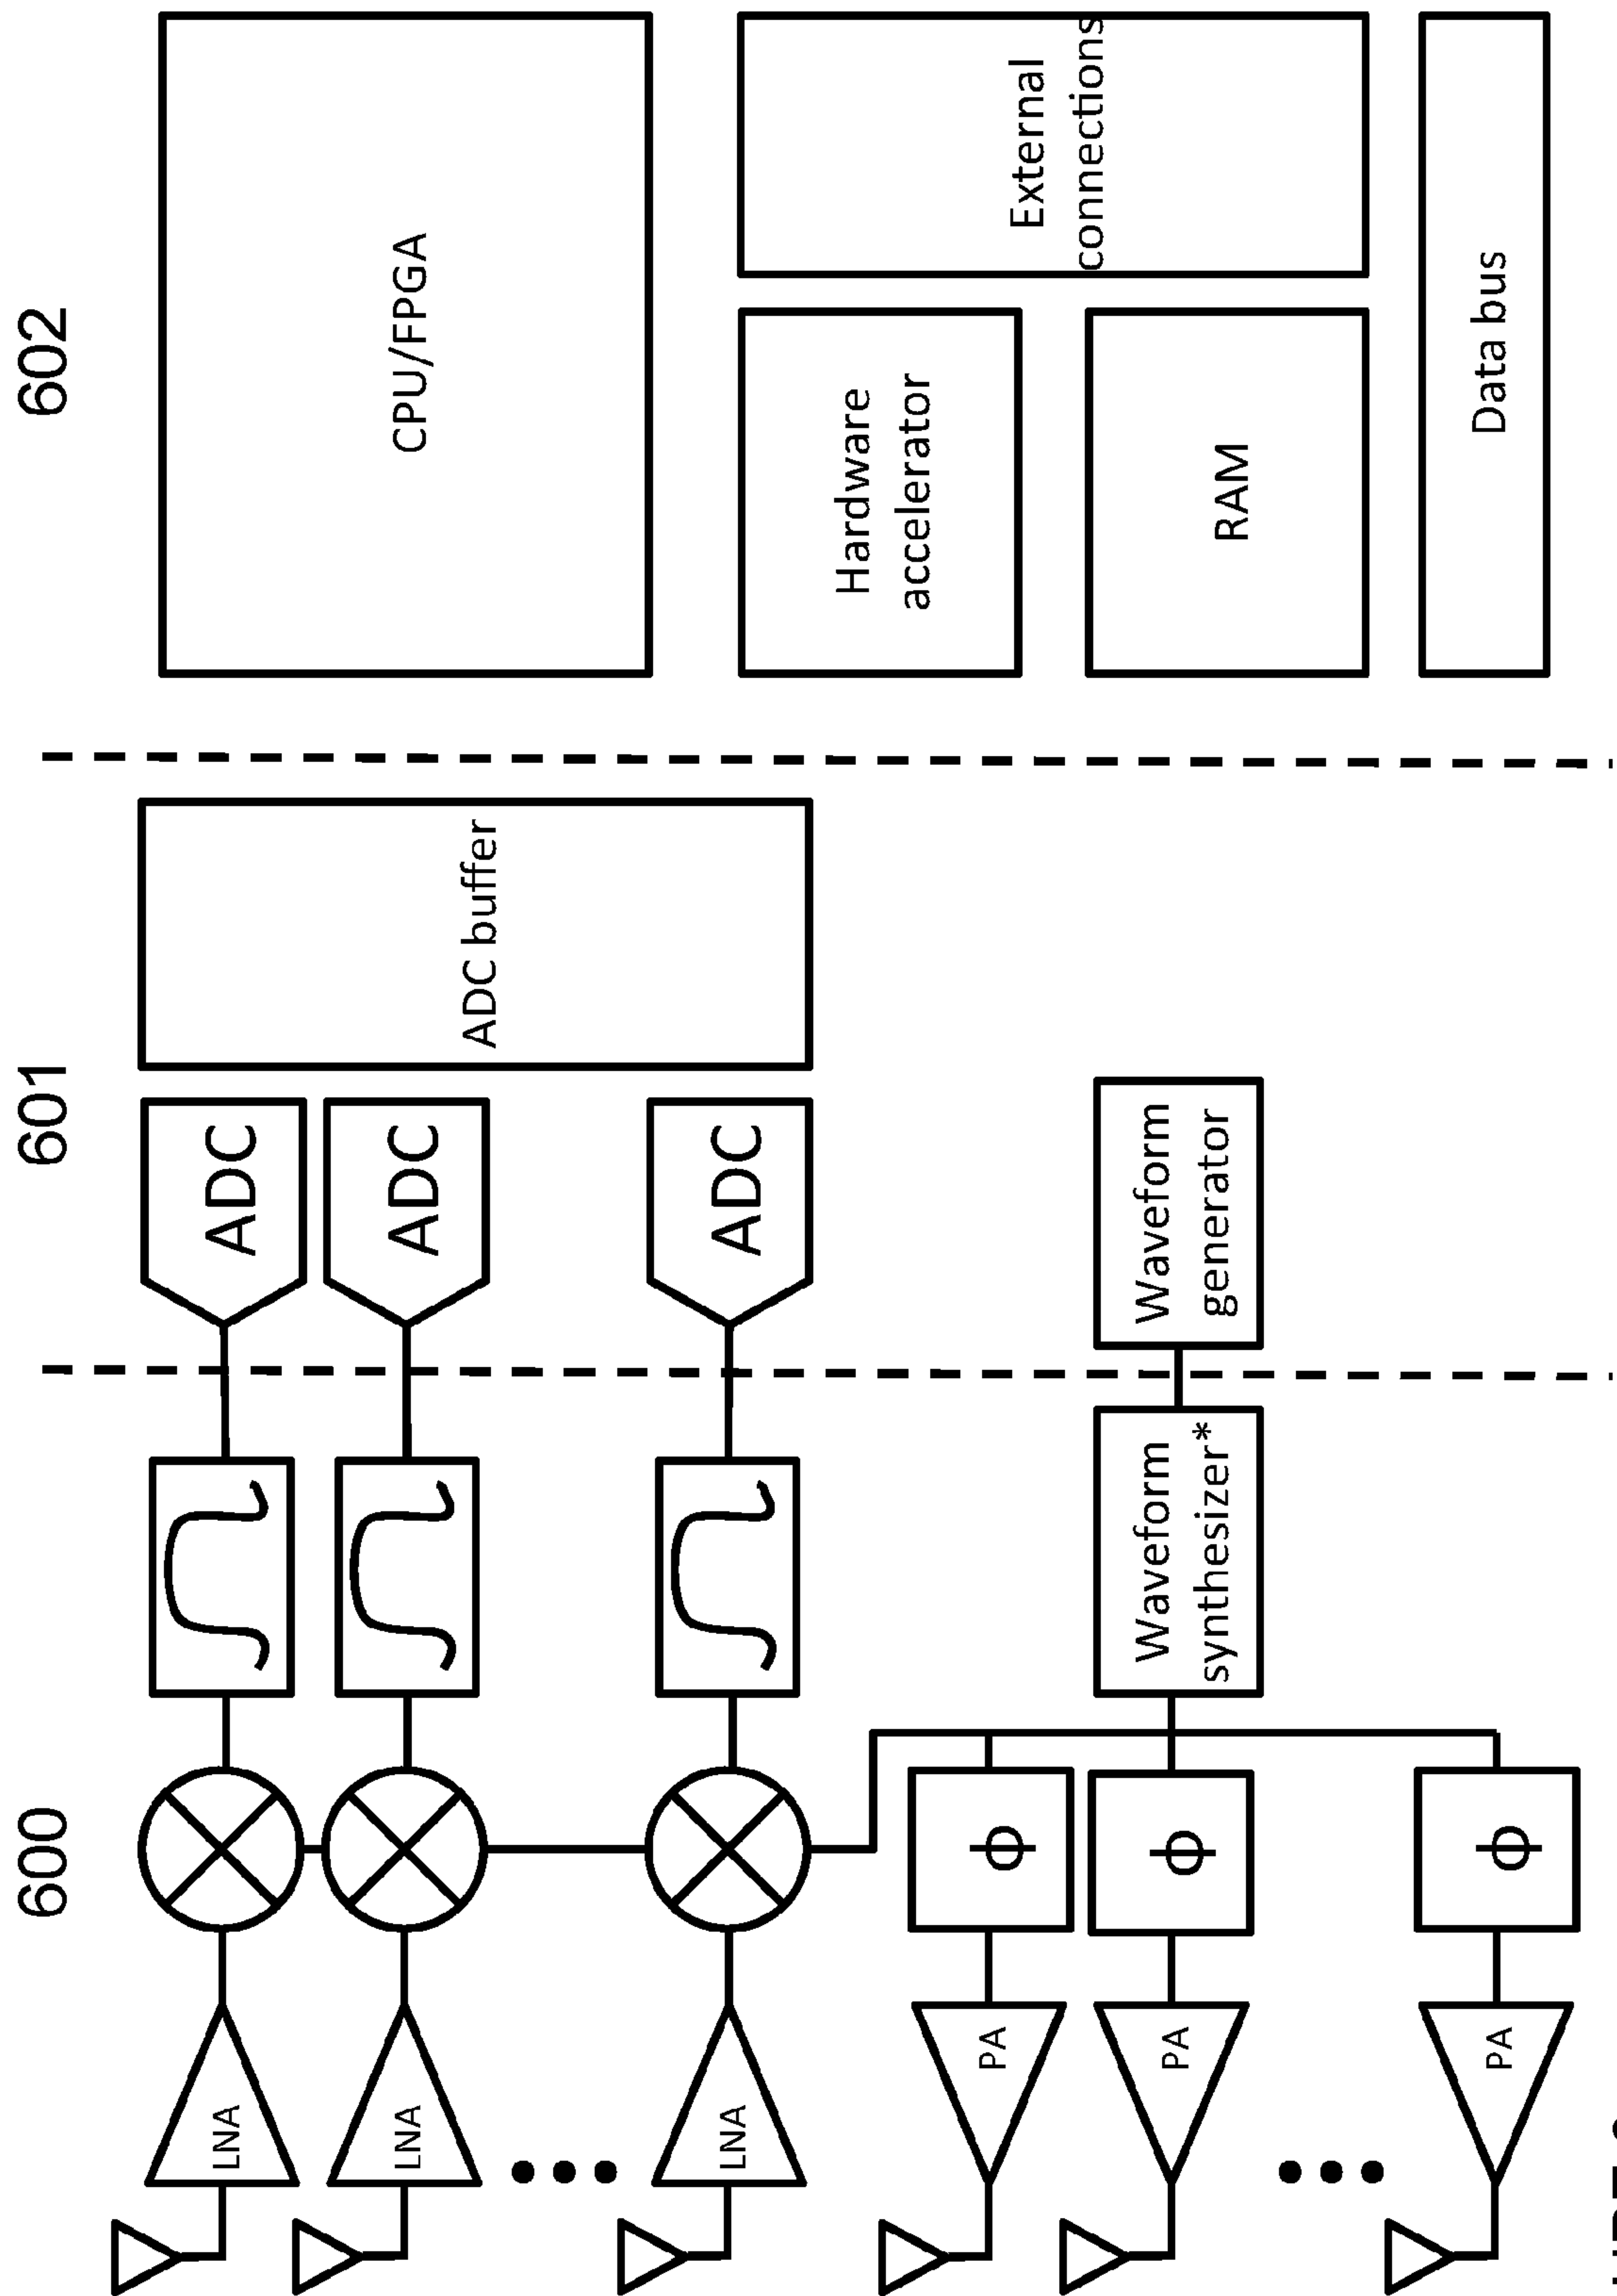 600
601
602
LNA
ADC
CPU/FPGA
LNA
ADC
ADC buffer
LNA
ADC
Hardware
accelerator
External
connections
PA
ϕ
PA
ϕ
Waveform
synthesizer*
Waveform
generator
RAM
PA
ϕ
Data bus